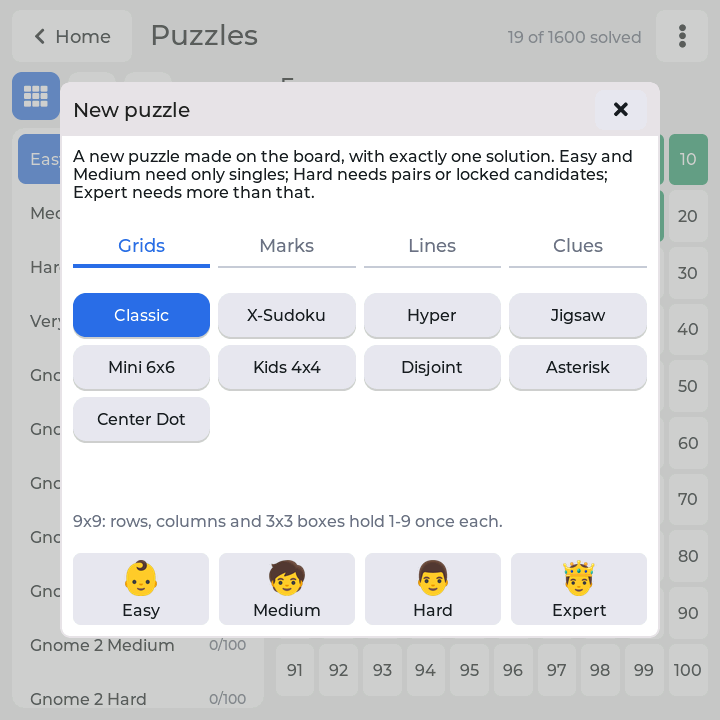 Home
Puzzles
19 of 1600 solved
New puzzle
A new puzzle made on the board, with exactly one solution. Easy and
Medium need only singles; Hard needs pairs or locked candidates;
Expert needs more than that.
Grids
Marks
Lines
Clues
Classic
X-Sudoku
Hyper
Jigsaw
Mini 6x6
Kids 4x4
Disjoint
Asterisk
Center Dot
9x9: rows, columns and 3x3 boxes hold 1-9 once each.
Easy
Medium
Hard
Expert
10
20
30
40
50
60
70
80
90
Gnome 2 Medium 0/100
Gnome 2 Hard 0/100
91 92 93 94 95 96 97 98 99 100